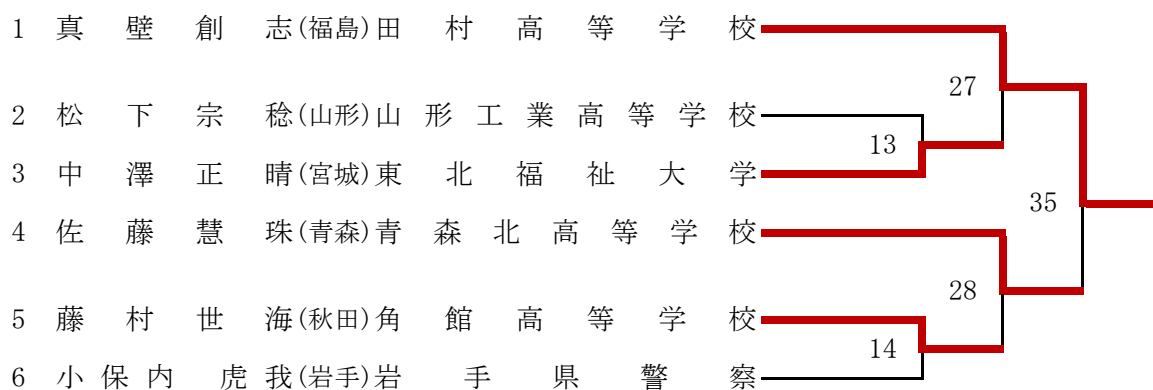 1 真壁創志(福島)田村高等学校
27
2 松下宗稔(山形)山形工業高等学校
13
3 中澤正晴(宮城)東北福祉大学
35
4 佐藤慧珠(青森)青森北高等学校
28
5 藤村世海(秋田)角館高等学校
14
6 小保内 虎我(岩手)岩手県警察